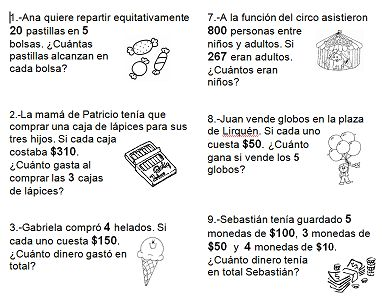 1.-Ana quiere repartir equitativamente
20 pastillas en 5
bolsas. ¿Cuántas
pastillas alcanzan en
cada bolsa?
2.-La mamá de Patricio tenía que
comprar una caja de lápices para sus
tres hijos. Si cada caja
costaba $310.
¿Cuánto gasta al
comprar las 3 cajas
de lápices?
3.-Gabriela compró 4 helados. Si
cada uno cuesta $150.
¿Cuánto dinero gastó en
total?
7.-A la función del circo asistieron
800 personas entre
niños y adultos. Si
267 eran adultos.
¿Cuántos eran
niños?
8.-Juan vende globos en la plaza
de Lirquén. Si cada uno
cuesta $50. ¿Cuánto
gana si vende los 5
globos?
9.-Sebastián tenía guardado 5
monedas de $100, 3 monedas de
$50 y 4 monedas de $10.
¿Cuánto dinero tenía
en total Sebastián?